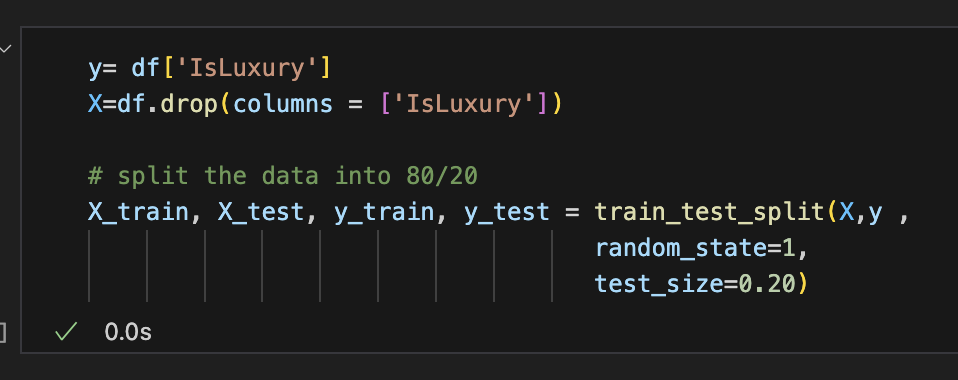 y= df['IsLuxury']
X=df.drop(columns = ['IsLuxury'])
# split the data into 80/20
X_train, X_test, y_train, y_test = train_test_split(X,y ,
random_state=1,
test_size=0.20)
0.0s